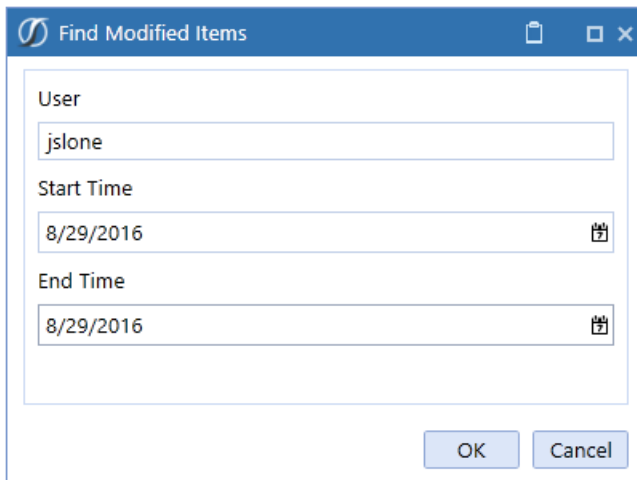 Find Modified Items
User
jslone
Start Time
8/29/2016
End Time
8/29/2016
OK Cancel